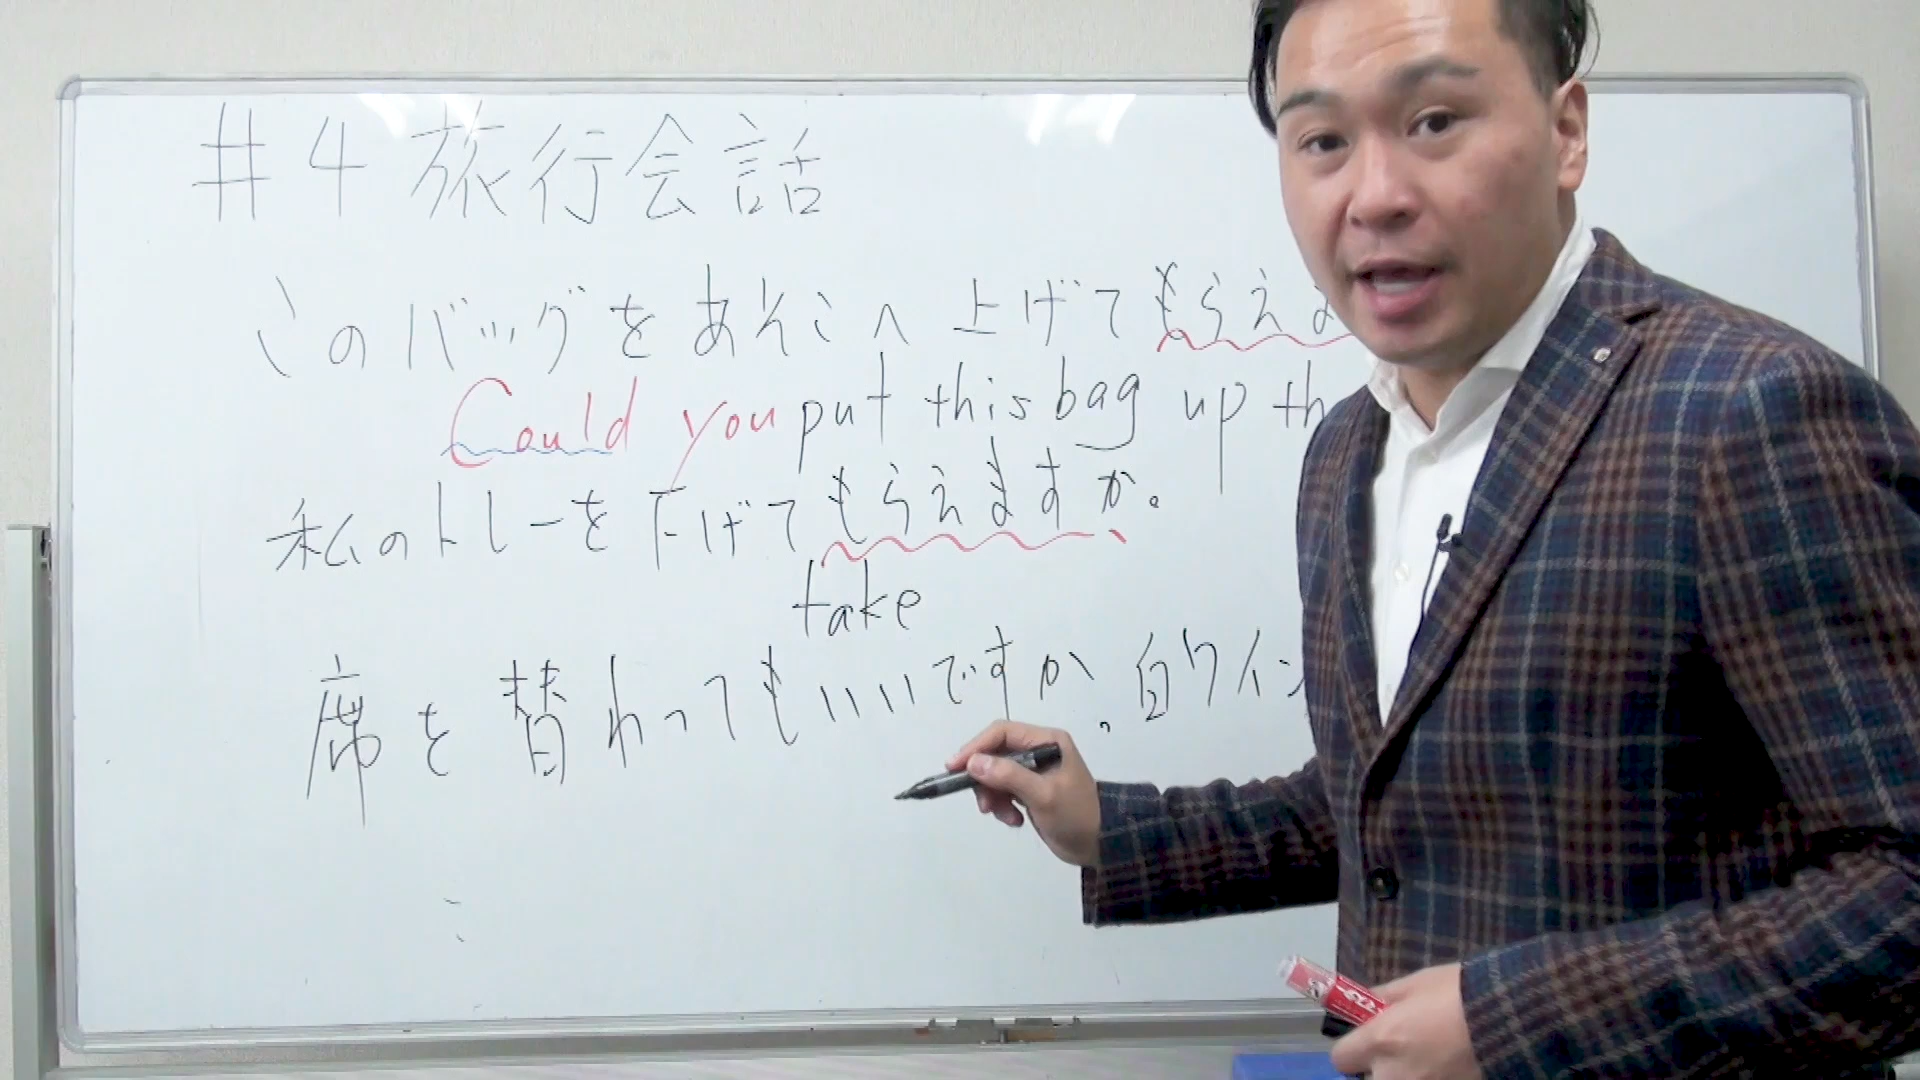 #4 旅行会話
このバッグをあそこへ上げてもらえま
Could you put this bag up th
私のトレーを下げてもらえますか。
take
席を替わってもいいですか。白ワイン